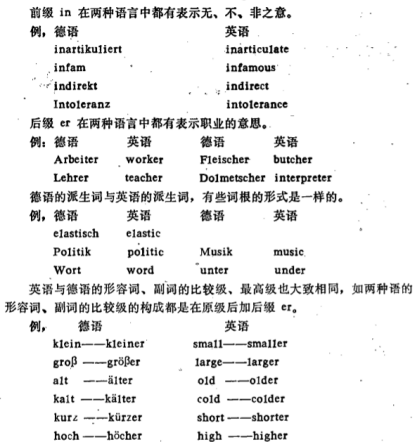 前缀 in 在两种语言中都有表示无、不、非之意。
例，德语 英语
inartikuliert inarticulate
infam infamous
indirekt indirect
Intoleranz intolerance
后缀 er 在两种语言中都有表示职业的意思。
例：德语 英语 德语 英语
Arbeiter worker Fleischer butcher
Lehrer teacher Dolmetscher interpreter
德语的派生词与英语的派生词，有些词根的形式是一样的。
例，德语 英语 德语 英语
elastisch elastic
Politik politic Musik music
Wort word unter under
英语与德语的形容词、副词的比较级、最高级也大致相同，如两种语的
形容词、副词的比较级的构成都是在原级后加后缀 er。
例， 德语 英语
klein——kleiner small——smaller
groβ ——gröβer large——larger
alt ——älter old ——older
kalt ——kälter cold ——colder
kurz ——kürzer short ——shorter
hoch ——höcher high ——higher